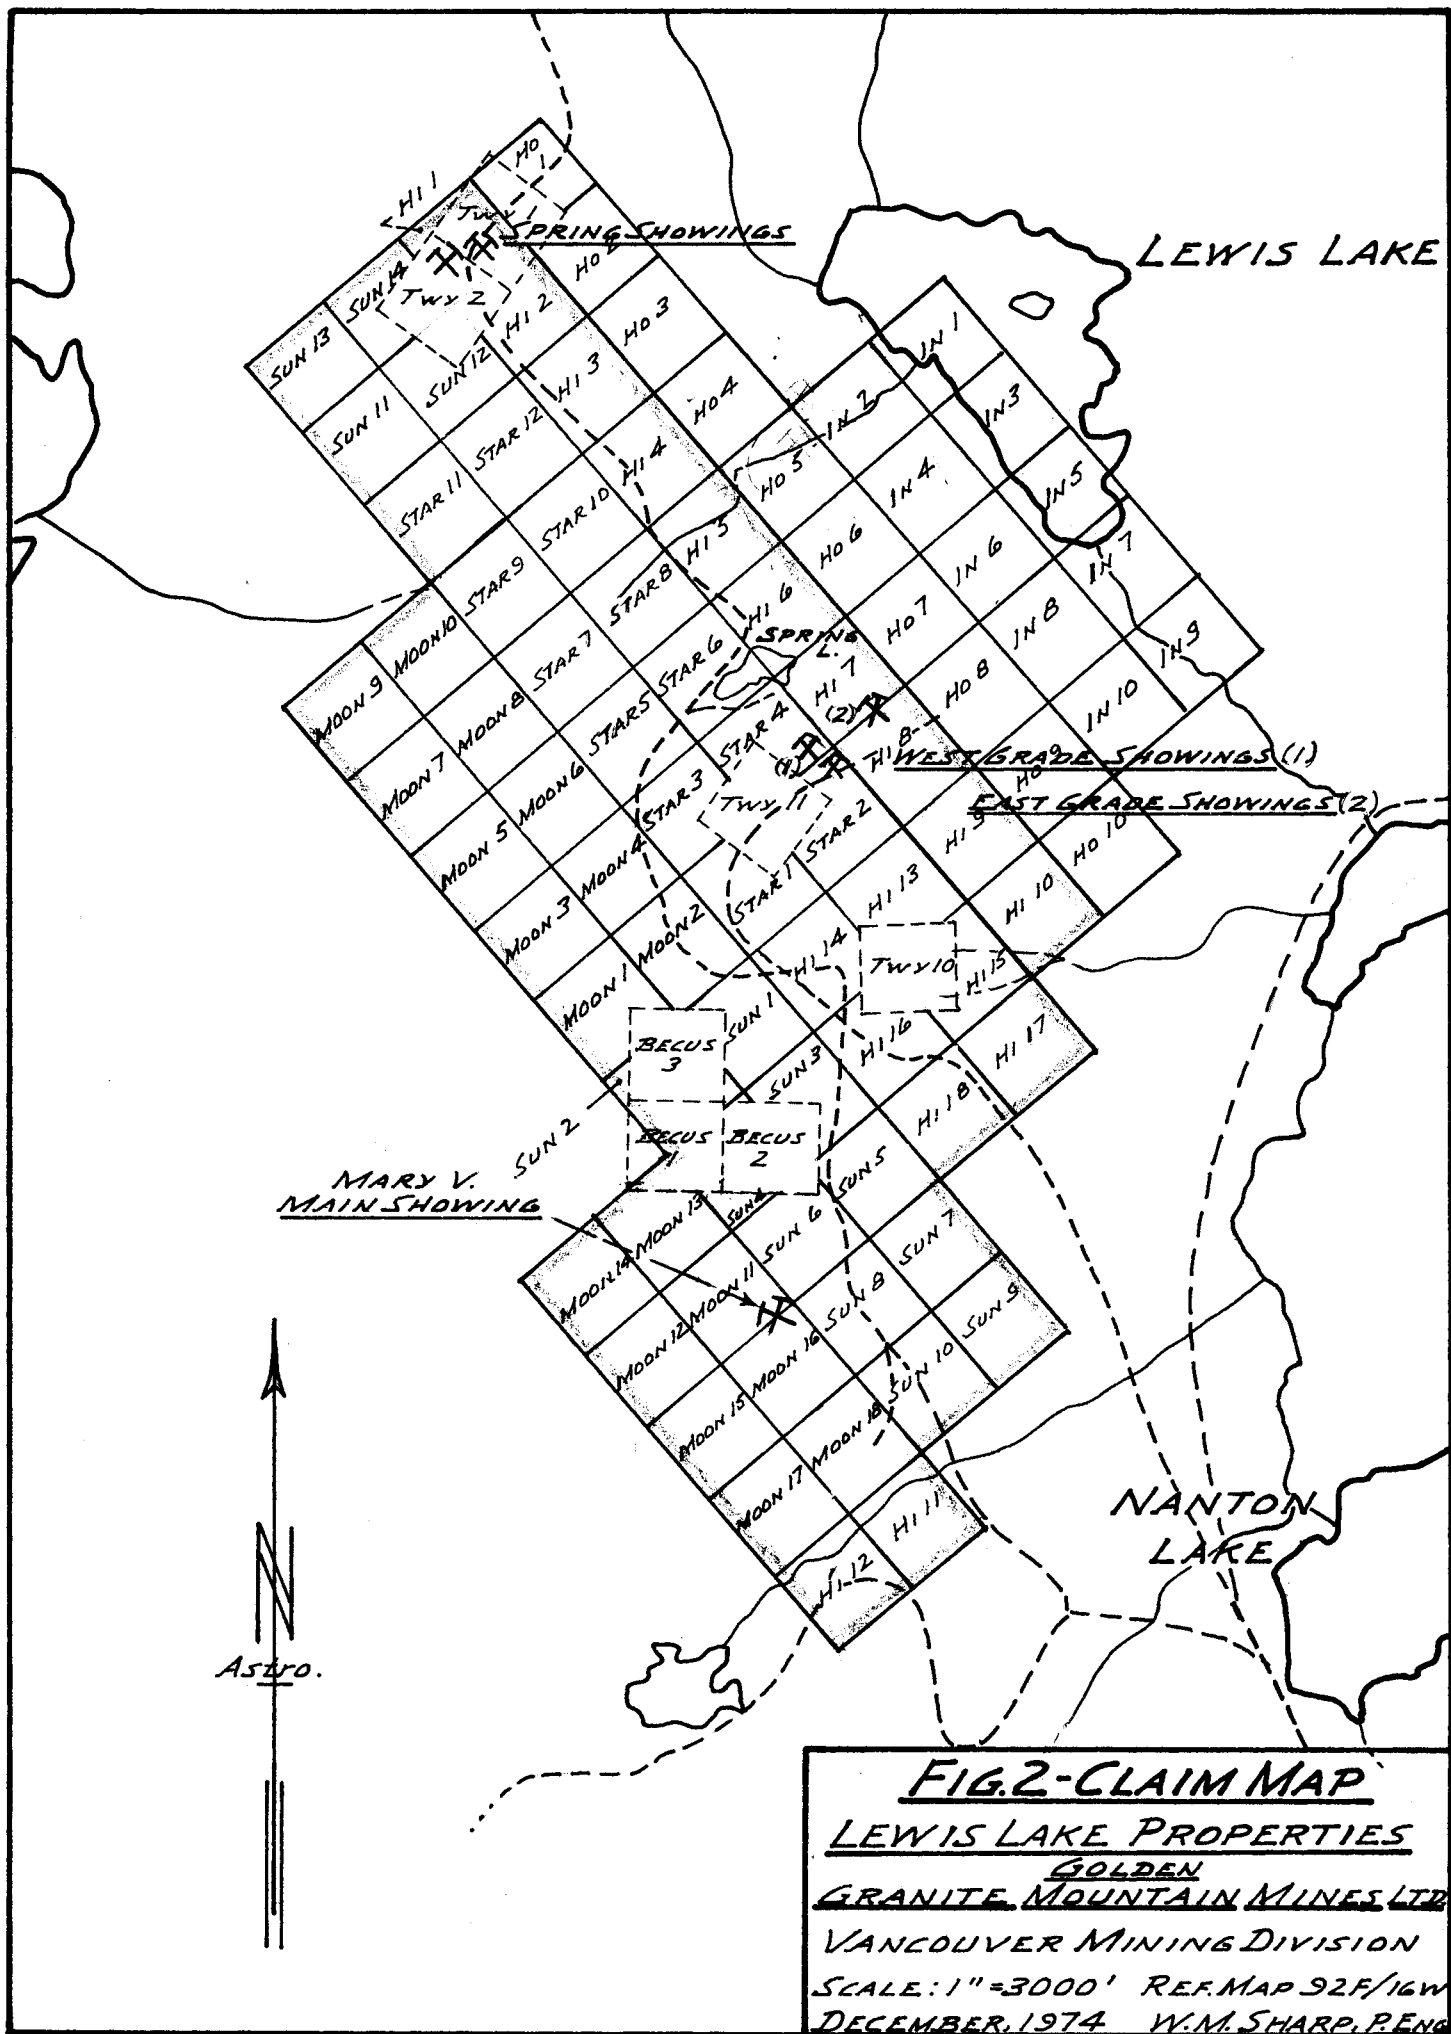 HO 1
HI 1
TWY
SPRING SHOWINGS
HO 2
LEWIS LAKE
SUN 14
TWY 2
HI 2
SUN 13
HO 3
IN 1
SUN 12
HI 3
SUN 11
HO 4
IN 2
IN 3
STAR 12
HI 4
STAR 11
HO 5
IN 4
IN 5
STAR 10
HI 5
HO 6
IN 6
IN 7
STAR 9
STAR 8
HI 6
HO 7
IN 8
IN 9
MOON 10
STAR 7
STAR 6
SPRING
L.
HI 7
HO 8
IN 10
MOON 9
MOON 8
STAR 5
STAR 4
(2)
HI 8
WEST GRADE SHOWINGS (1)
MOON 7
MOON 6
STAR 3
(1)
TWY 11
HO 9
EAST GRADE SHOWINGS (2)
MOON 5
MOON 4
STAR 2
HI 9
HO 10
MOON 3
MOON 2
STAR 1
HI 13
HI 10
MOON 1
HI 14
TWY 10
HI 15
SUN 1
BECUS
3
SUN 3
HI 16
HI 17
SUN 2
BECUS
1
BECUS
2
HI 18
MARY V.
MAIN SHOWING
SUN 5
MOON 13
SUN 4
SUN 6
SUN 7
MOON 14
MOON 11
SUN 8
SUN 9
MOON 12
MOON 16
SUN 10
MOON 15
MOON 18
MOON 17
HI 11
NANTON
LAKE
HI 12
N
Astro.
FIG. 2 - CLAIM MAP
LEWIS LAKE PROPERTIES
GOLDEN
GRANITE MOUNTAIN MINES LTD
VANCOUVER MINING DIVISION
SCALE: 1" = 3000' REF. MAP 92F/16W
DECEMBER, 1974 W.M. SHARP, P. ENG